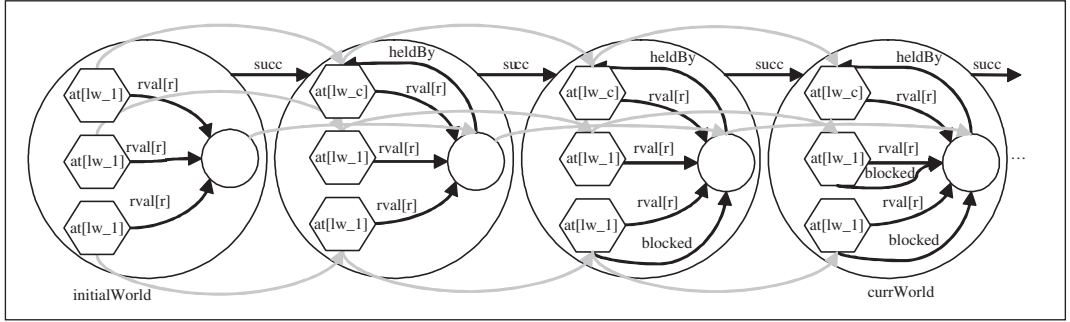 at[lw_1]
rval[r]
at[lw_1]
rval[r]
at[lw_1]
rval[r]
initialWorld
succ
heldBy
at[lw_c]
rval[r]
at[lw_1]
rval[r]
at[lw_1]
rval[r]
succ
heldBy
at[lw_c]
rval[r]
at[lw_1]
rval[r]
at[lw_1]
rval[r]
blocked
succ
heldBy
at[lw_c]
rval[r]
at[lw_1]
rval[r]
blocked
at[lw_1]
rval[r]
blocked
currWorld
succ
...